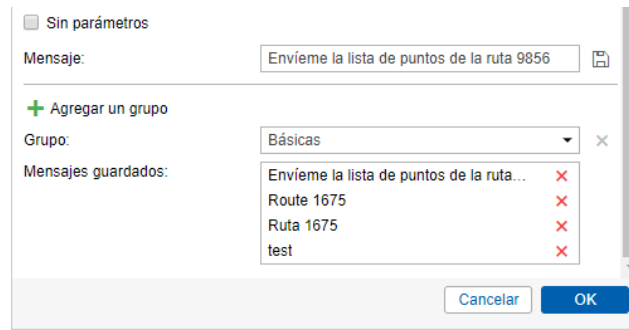 Sin parámetros
Mensaje: Envíeme la lista de puntos de la ruta 9856
Agregar un grupo
Grupo: Básicas
Mensajes guardados: Envíeme la lista de puntos de la ruta...
Route 1675
Ruta 1675
test
Cancelar OK